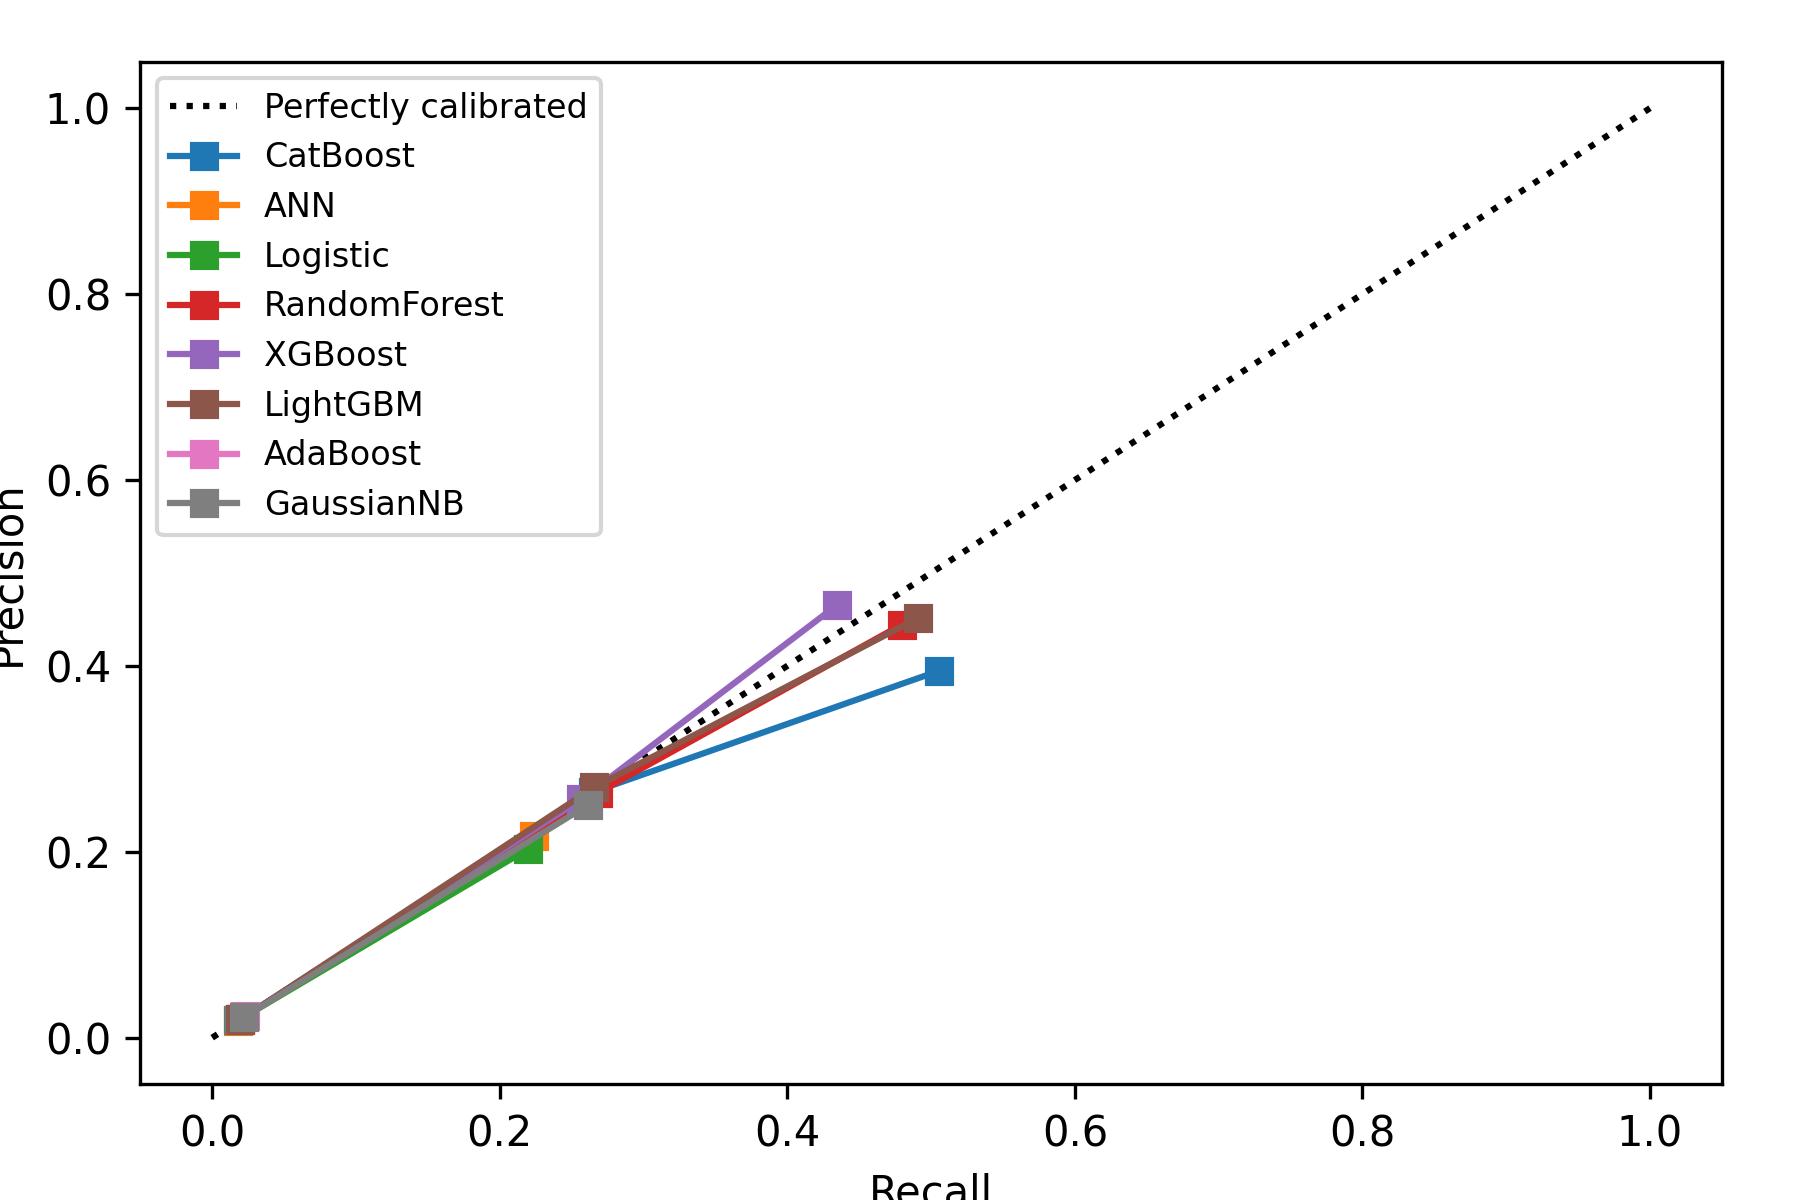 Perfectly calibrated
CatBoost
ANN
Logistic
RandomForest
XGBoost
LightGBM
AdaBoost
GaussianNB
1.0
0.8
0.6
0.4
0.2
0.0
Precision
0.0 0.2 0.4 0.6 0.8 1.0
Recall